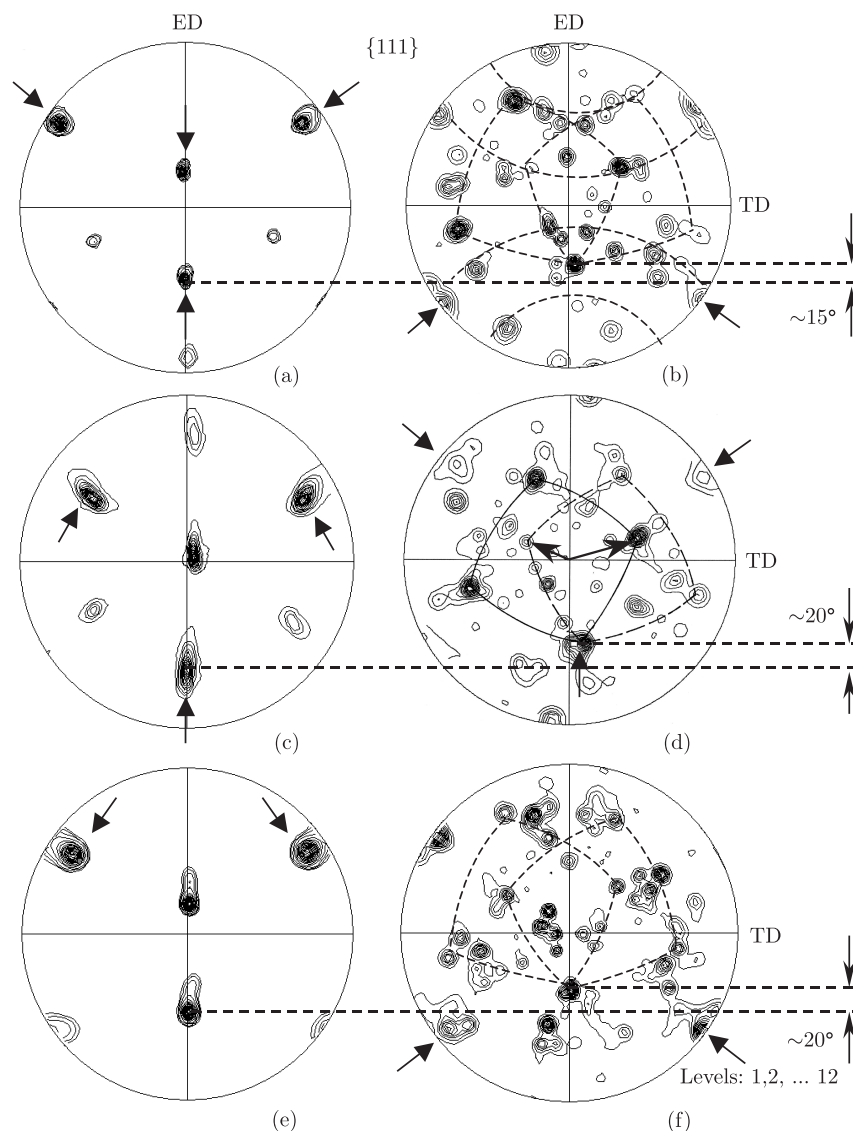 ED
{111}
ED
TD
~15°
(a)
(b)
TD
~20°
(c)
(d)
TD
~20°
Levels: 1,2, ... 12
(e)
(f)